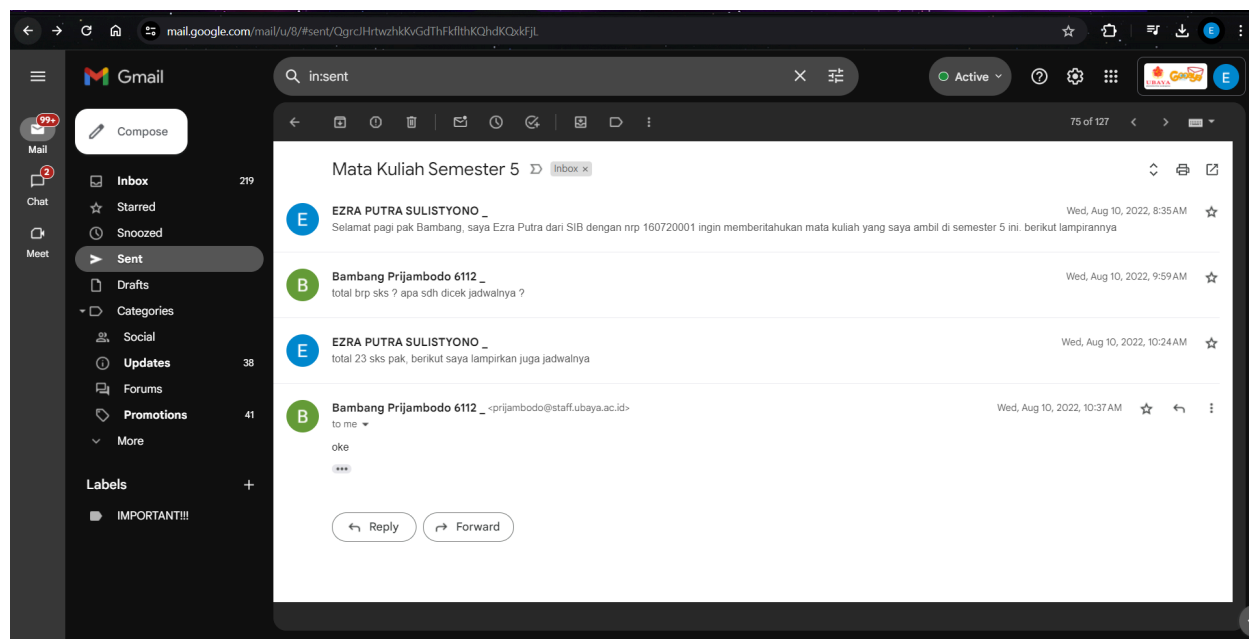 mail.google.com/mail/u/8/#sent/QgrcJHrtwzhkKvGdThFkflthKQhdKQxkFjL
E
Gmail
in:sent
Active
UBAYA
E
99+
Mail
2
Chat
Meet
Compose
75 of 127
Inbox 219
Starred
Snoozed
Sent
Drafts
Categories
Social
Updates 38
Forums
Promotions 41
More
Labels +
IMPORTANT!!!
Mata Kuliah Semester 5 Inbox ×
E
EZRA PUTRA SULISTYONO _ Wed, Aug 10, 2022, 8:35 AM
Selamat pagi pak Bambang, saya Ezra Putra dari SIB dengan nrp 160720001 ingin memberitahukan mata kuliah yang saya ambil di semester 5 ini. berikut lampirannya
B
Bambang Prijambodo 6112 _ Wed, Aug 10, 2022, 9:59 AM
total brp sks ? apa sdh dicek jadwalnya ?
E
EZRA PUTRA SULISTYONO _ Wed, Aug 10, 2022, 10:24 AM
total 23 sks pak, berikut saya lampirkan juga jadwalnya
B
Bambang Prijambodo 6112 _ <prijambodo@staff.ubaya.ac.id> Wed, Aug 10, 2022, 10:37 AM
to me
oke
Reply
Forward